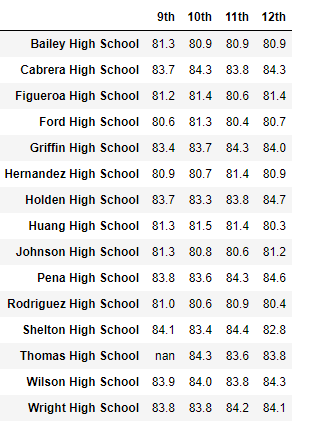 9th 10th 11th 12th
Bailey High School 81.3 80.9 80.9 80.9
Cabrera High School 83.7 84.3 83.8 84.3
Figueroa High School 81.2 81.4 80.6 81.4
Ford High School 80.6 81.3 80.4 80.7
Griffin High School 83.4 83.7 84.3 84.0
Hernandez High School 80.9 80.7 81.4 80.9
Holden High School 83.7 83.3 83.8 84.7
Huang High School 81.3 81.5 81.4 80.3
Johnson High School 81.3 80.8 80.6 81.2
Pena High School 83.8 83.6 84.3 84.6
Rodriguez High School 81.0 80.6 80.9 80.4
Shelton High School 84.1 83.4 84.4 82.8
Thomas High School nan 84.3 83.6 83.8
Wilson High School 83.9 84.0 83.8 84.3
Wright High School 83.8 83.8 84.2 84.1